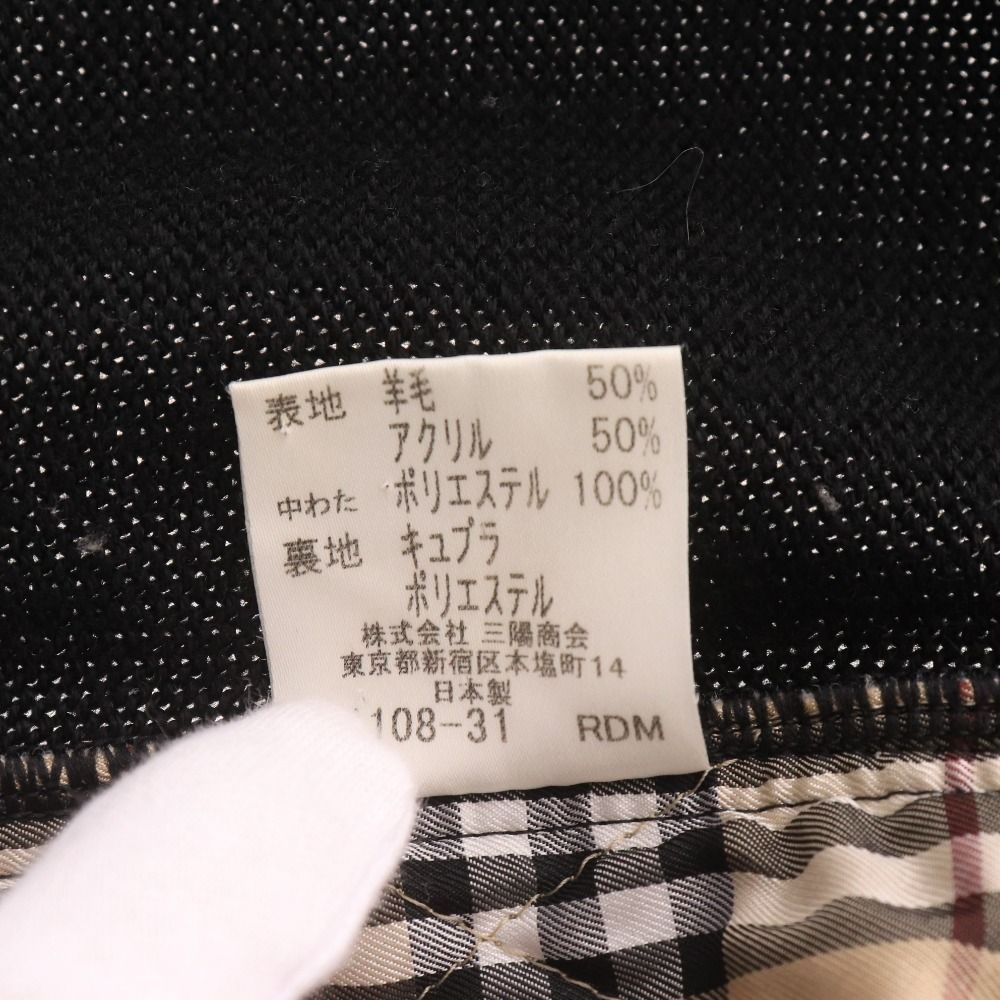 表地 羊毛 50%
アクリル 50%
中わた ポリエステル 100%
裏地 キュプラ
ポリエステル
株式会社 三陽商会
東京都新宿区本塩町14
日本製
108-31 RDM